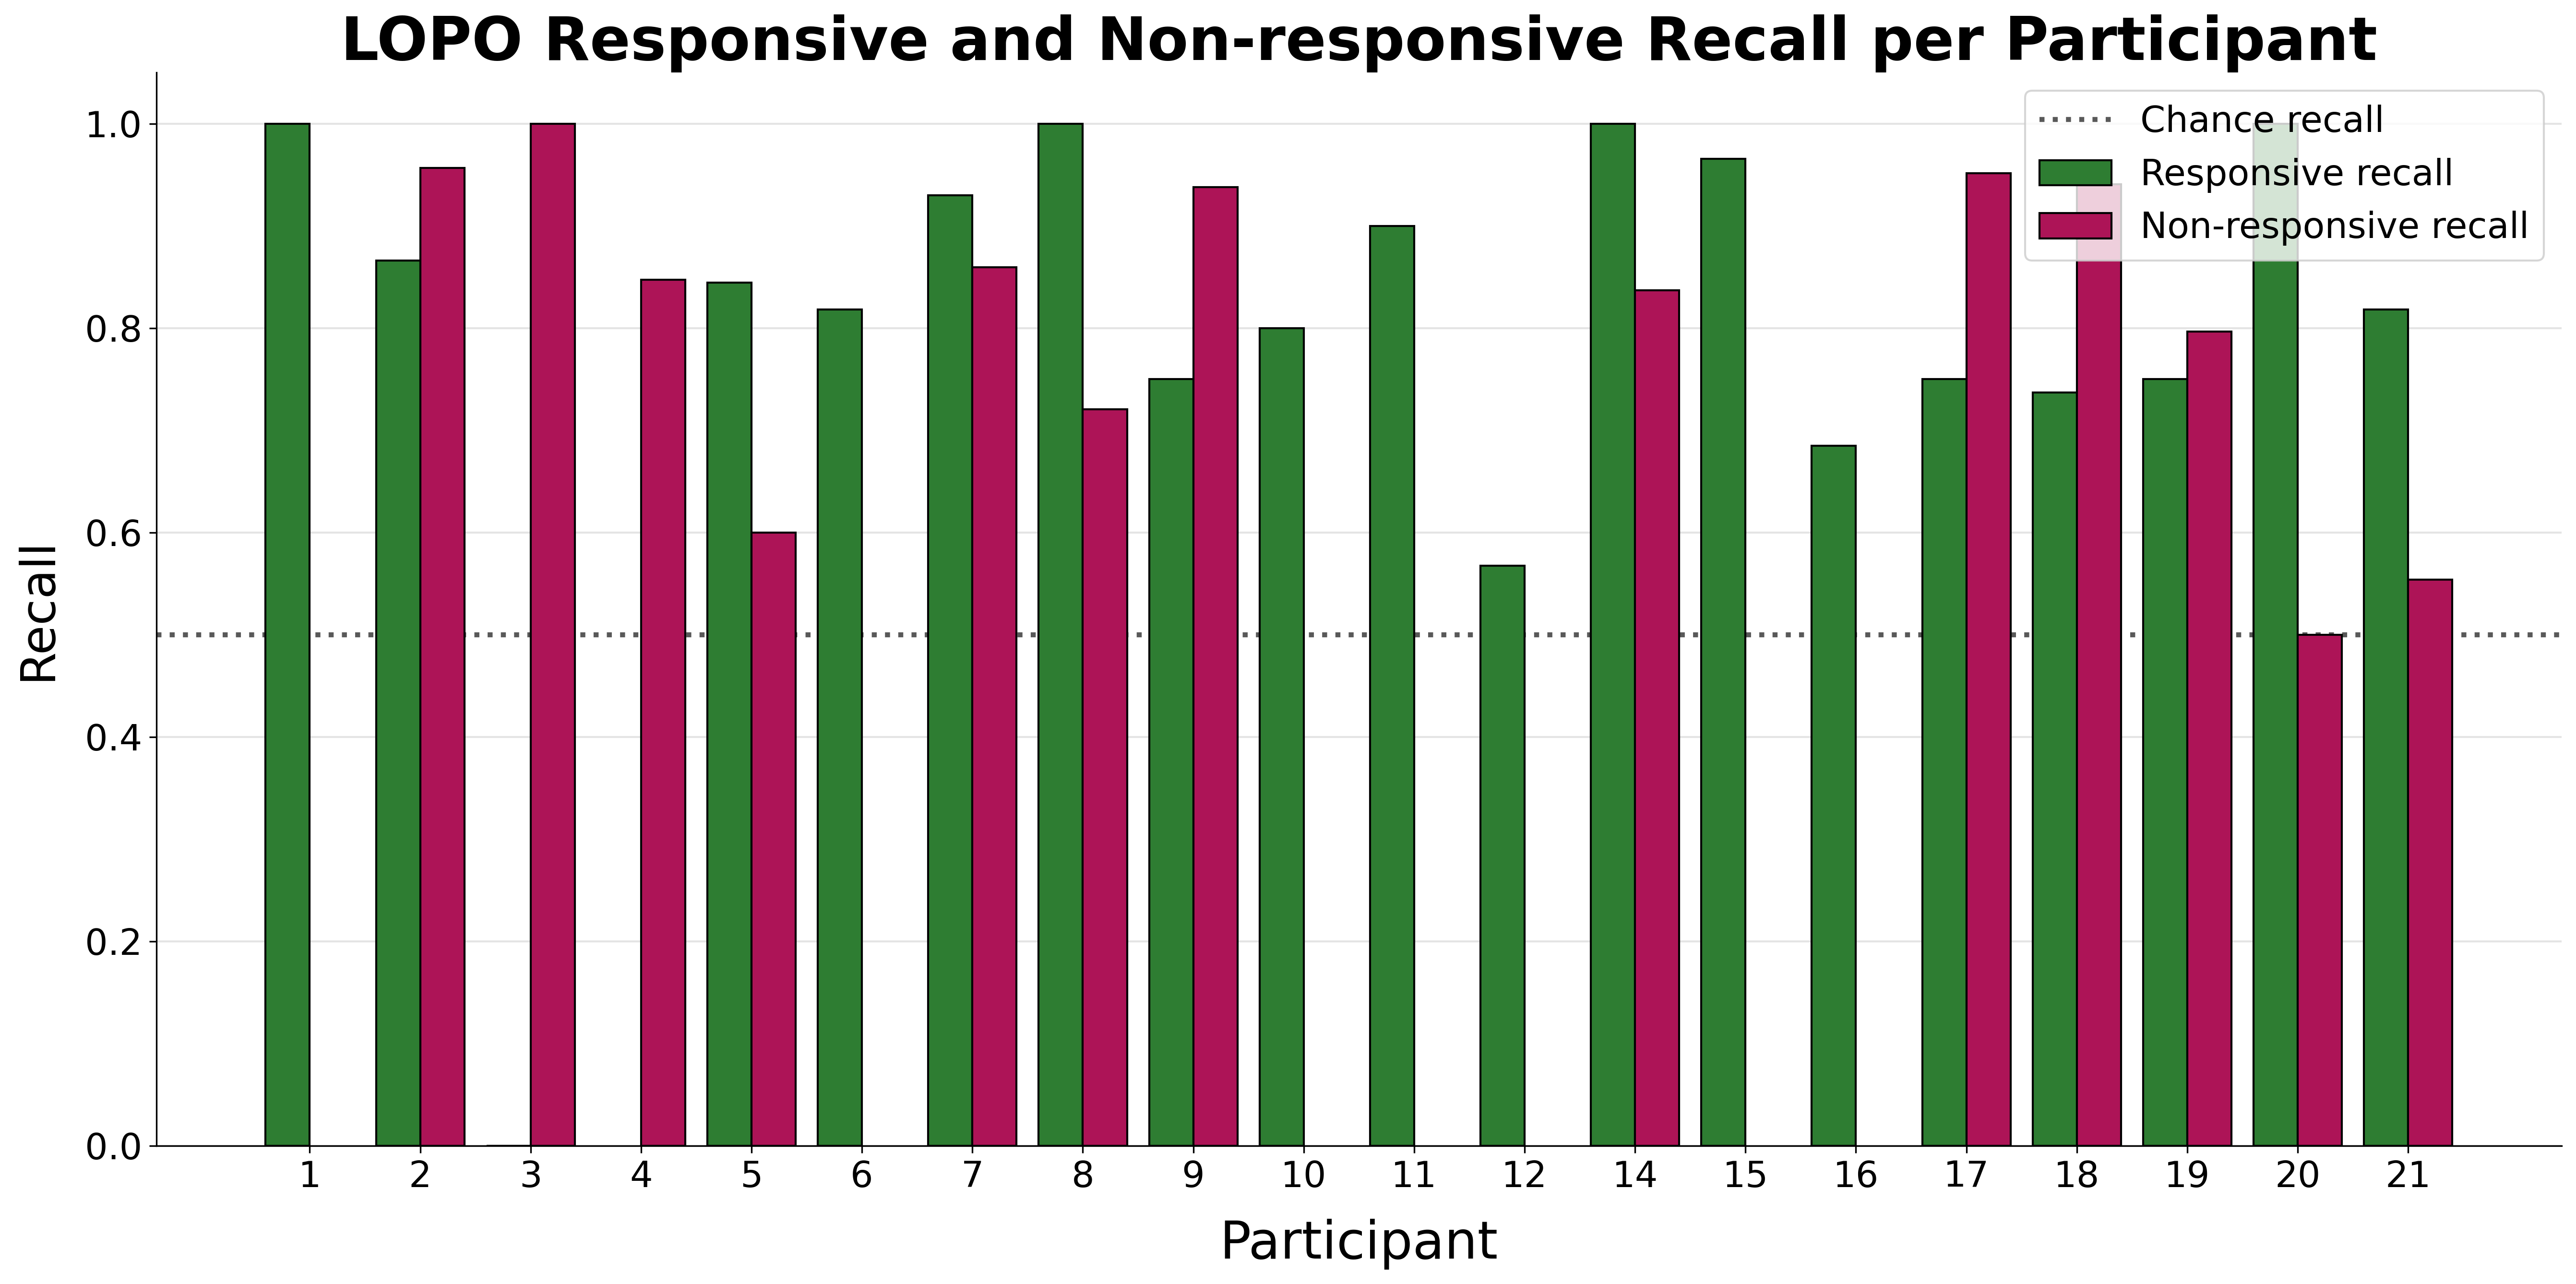 LOPO Responsive and Non-responsive Recall per Participant
Chance recall
Responsive recall
Non-responsive recall
Recall
1.0
0.8
0.6
0.4
0.2
0.0
1 2 3 4 5 6 7 8 9 10 11 12 14 15 16 17 18 19 20 21
Participant